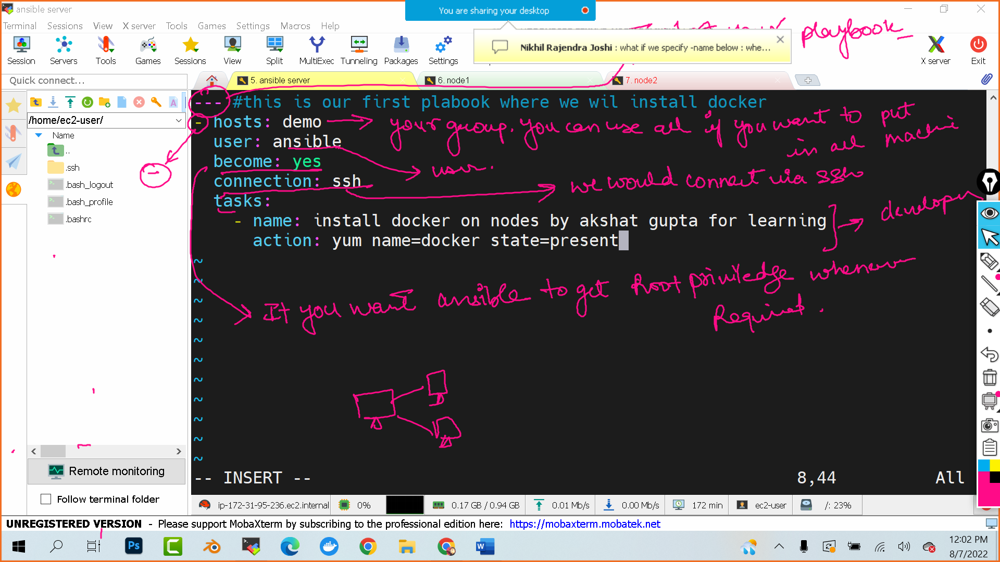 ansible server
You are sharing your desktop
Terminal Sessions View X server Tools Games Settings Macros Help
playbook
Nikhil Rajendra Joshi : what if we specify -name below : whe...
Session Servers Tools Games Sessions View Split MultiExec Tunneling Packages Settings X server Exit
Quick connect...
5. ansible server
6. node1
7. node2
/home/ec2-user/
Name
..
.ssh
.bash_logout
.bash_profile
.bashrc
--- #this is our first plabook where we wil install docker
- hosts: demo
your group. You can use all if you want to put
in all machine
user: ansible
user.
become: yes
connection: ssh
we would connect via ssh
tasks:
- name: install docker on nodes by akshat gupta for learning
action: yum name=docker state=present
~
~
~
~
~
~
~
~
~
~
~
If you want ansible to get root priviledge whenever
Required.
-- INSERT --
8,44
All
Remote monitoring
Follow terminal folder
ip-172-31-95-236.ec2.internal
0%
0.17 GB / 0.94 GB
0.01 Mb/s
0.00 Mb/s
172 min
ec2-user
/: 23%
UNREGISTERED VERSION - Please support MobaXterm by subscribing to the professional edition here: https://mobaxterm.mobatek.net
Ps
C
W
12:02 PM
8/7/2022